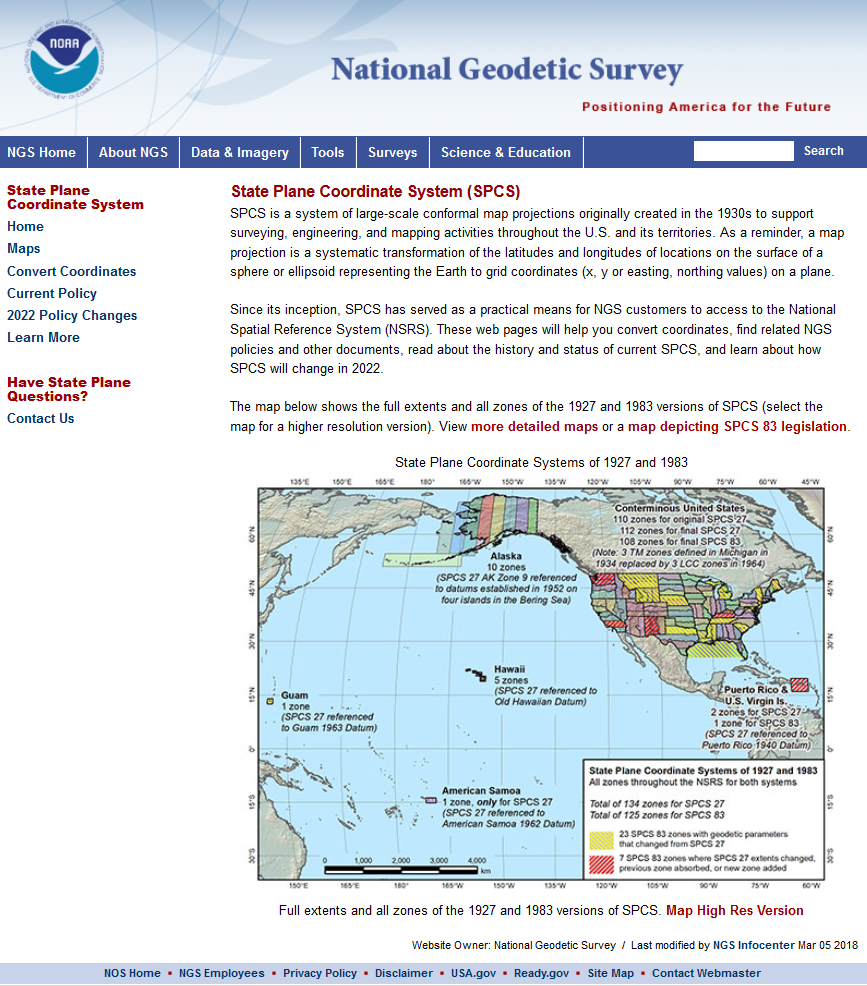 NATIONAL OCEANIC AND ATMOSPHERIC ADMINISTRATION
NOAA
U.S. DEPARTMENT OF COMMERCE
National Geodetic Survey
Positioning America for the Future
NGS Home About NGS Data & Imagery Tools Surveys Science & Education Search
State Plane
Coordinate System
Home
Maps
Convert Coordinates
Current Policy
2022 Policy Changes
Learn More
Have State Plane
Questions?
Contact Us
State Plane Coordinate System (SPCS)
SPCS is a system of large-scale conformal map projections originally created in the 1930s to support
surveying, engineering, and mapping activities throughout the U.S. and its territories. As a reminder, a map
projection is a systematic transformation of the latitudes and longitudes of locations on the surface of a
sphere or ellipsoid representing the Earth to grid coordinates (x, y or easting, northing values) on a plane.
Since its inception, SPCS has served as a practical means for NGS customers to access to the National
Spatial Reference System (NSRS). These web pages will help you convert coordinates, find related NGS
policies and other documents, read about the history and status of current SPCS, and learn about how
SPCS will change in 2022.
The map below shows the full extents and all zones of the 1927 and 1983 versions of SPCS (select the
map for a higher resolution version). View more detailed maps or a map depicting SPCS 83 legislation.
State Plane Coordinate Systems of 1927 and 1983
135°E 150°E 165°E 180° 165°W 150°W 135°W 120°W 105°W 90°W 75°W 60°W 45°W
60°N
45°N
30°N
15°N
0°
15°S
30°S
Conterminous United States
110 zones for original SPCS 27
112 zones for final SPCS 27
108 zones for final SPCS 83
(Note: 3 TM zones defined in Michigan in
1934 replaced by 3 LCC zones in 1964)
Alaska
10 zones
(SPCS 27 AK Zone 9 referenced
to datums established in 1952 on
four islands in the Bering Sea)
Hawaii
5 zones
(SPCS 27 referenced to
Old Hawaiian Datum)
Guam
1 zone
(SPCS 27 referenced
to Guam 1963 Datum)
Puerto Rico &
U.S. Virgin Is.
2 zones for SPCS 27
1 zone for SPCS 83
(SPCS 27 referenced to
Puerto Rico 1940 Datum)
American Samoa
1 zone, only for SPCS 27
(SPCS 27 referenced to
American Samoa 1962 Datum)
State Plane Coordinate Systems of 1927 and 1983
All zones throughout the NSRS for both systems
Total of 134 zones for SPCS 27
Total of 125 zones for SPCS 83
23 SPCS 83 zones with geodetic parameters
that changed from SPCS 27
7 SPCS 83 zones where SPCS 27 extents changed,
previous zone absorbed, or new zone added
0 1,000 2,000 3,000 4,000
km
60°N
45°N
30°N
15°N
0°
15°S
30°S
150°E 165°E 180° 165°W 150°W 135°W 120°W 105°W 90°W 75°W 60°W
Full extents and all zones of the 1927 and 1983 versions of SPCS. Map High Res Version
Website Owner: National Geodetic Survey / Last modified by NGS Infocenter Mar 05 2018
NOS Home ▪ NGS Employees ▪ Privacy Policy ▪ Disclaimer ▪ USA.gov ▪ Ready.gov ▪ Site Map ▪ Contact Webmaster